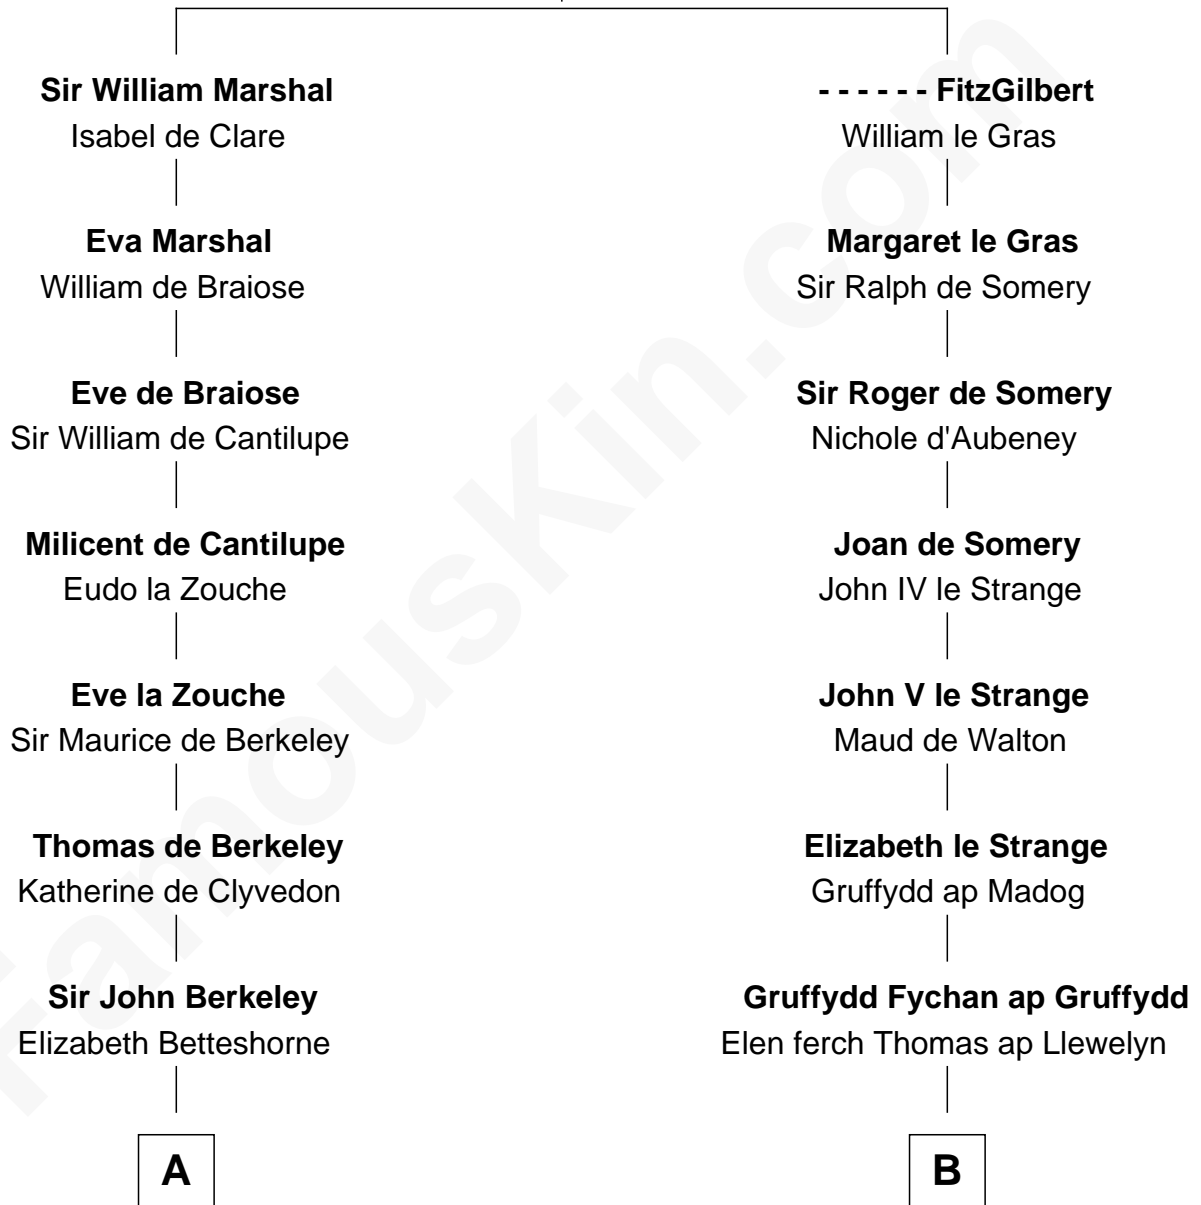 Sir William Marshal
Isabel de Clare
Eva Marshal
William de Braiose
Eve de Braiose
Sir William de Cantilupe
Milicent de Cantilupe
Eudo la Zouche
Eve la Zouche
Sir Maurice de Berkeley
Thomas de Berkeley
Katherine de Clyvedon
Sir John Berkeley
Elizabeth Betteshorne
A
- - - - - - FitzGilbert
William le Gras
Margaret le Gras
Sir Ralph de Somery
Sir Roger de Somery
Nichole d'Aubeney
Joan de Somery
John IV le Strange
John V le Strange
Maud de Walton
Elizabeth le Strange
Gruffydd ap Madog
Gruffydd Fychan ap Gruffydd
Elen ferch Thomas ap Llewelyn
B
FamousKin.com